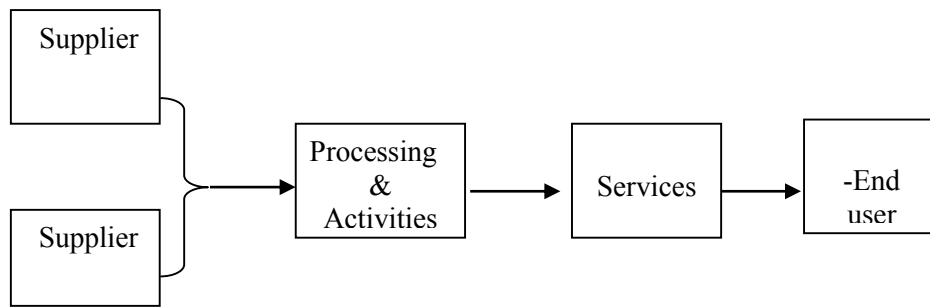 Supplier
Supplier
Processing
&
Activities
Services
-End
user